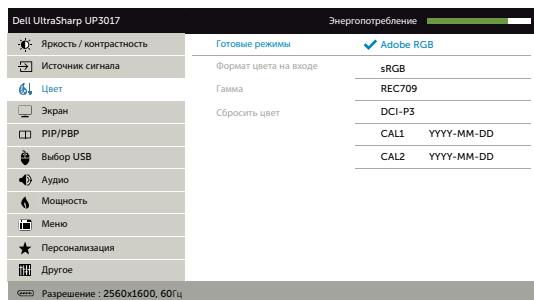 Dell UltraSharp UP3017
Энергопотребление
Яркость / контрастность
Готовые режимы
Adobe RGB
Источник сигнала
Формат цвета на входе
sRGB
Цвет
Гамма
REC709
Экран
Сбросить цвет
DCI-P3
PIP/PBP
CAL1 YYYY-MM-DD
Выбор USB
CAL2 YYYY-MM-DD
Аудио
Мощность
Меню
Персонализация
Другое
Разрешение : 2560x1600, 60Гц